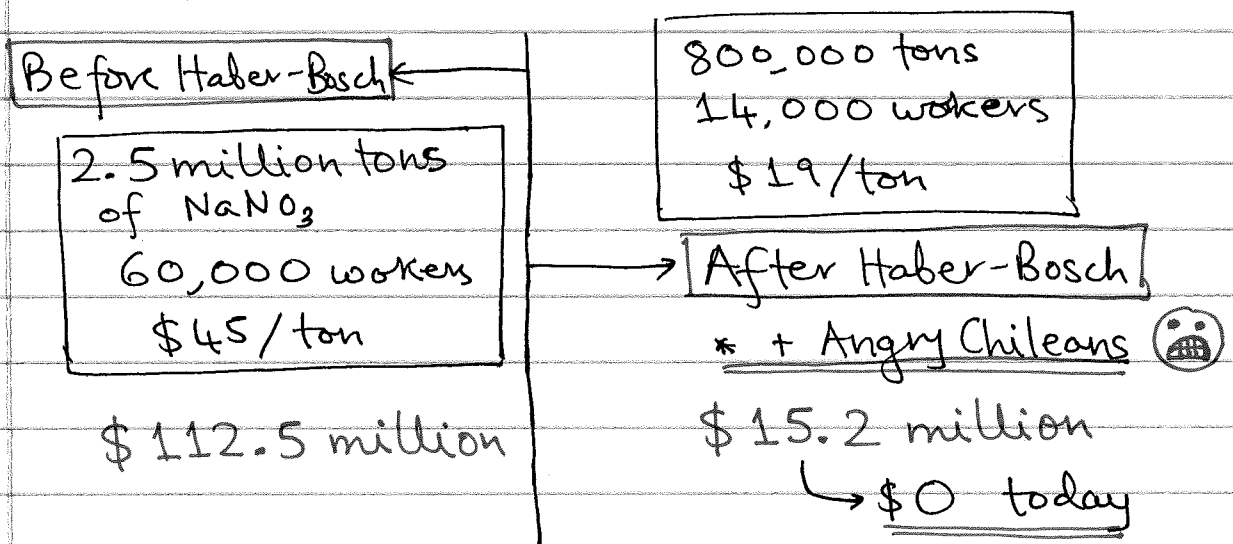 Before Haber-Bosch
2.5 million tons
of NaNO₃
60,000 wokers
$45/ton
$112.5 million
800,000 tons
14,000 wokers
$19/ton
After Haber-Bosch
* + Angry Chileans
$15.2 million
$0 today